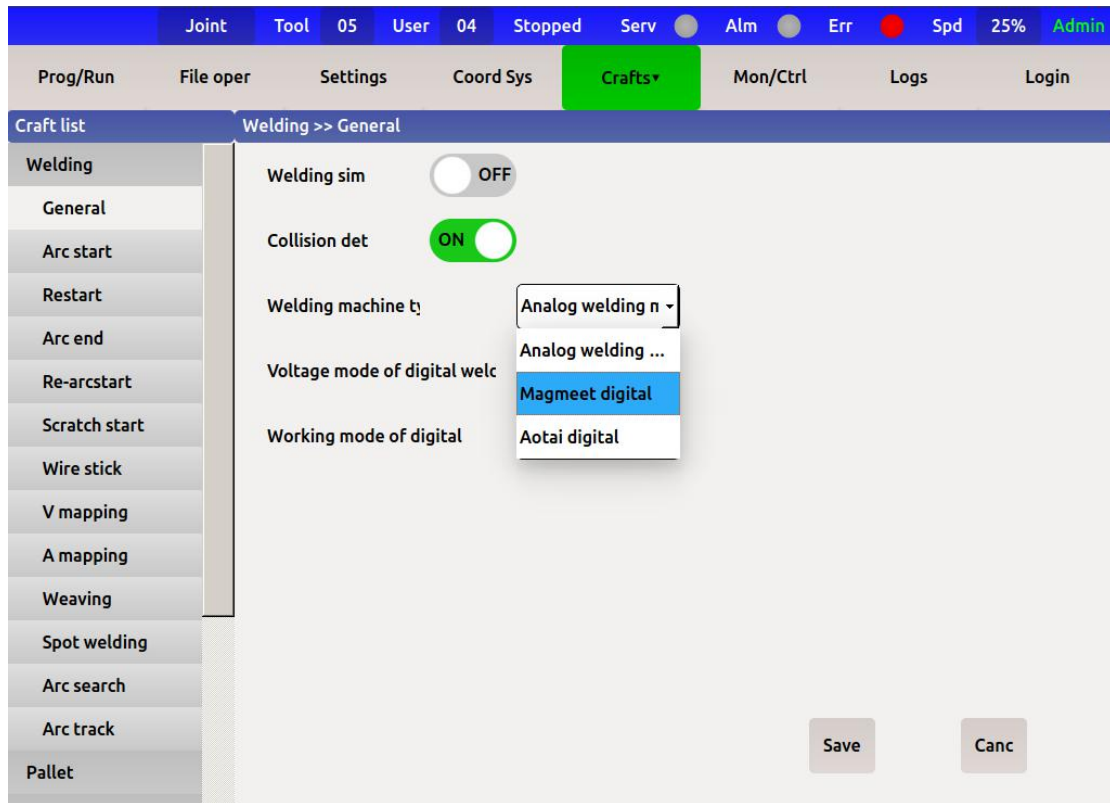 Joint Tool 05 User 04 Stopped Serv Alm Err Spd 25% Admin
Prog/Run File oper Settings Coord Sys Crafts▾ Mon/Ctrl Logs Login
Craft list
Welding >> General
Welding
General
Arc start
Restart
Arc end
Re-arcstart
Scratch start
Wire stick
V mapping
A mapping
Weaving
Spot welding
Arc search
Arc track
Pallet
Welding sim OFF
Collision det ON
Welding machine ty Analog welding n
Analog welding ...
Magmeet digital
Aotai digital
Voltage mode of digital welc
Working mode of digital
Save Canc